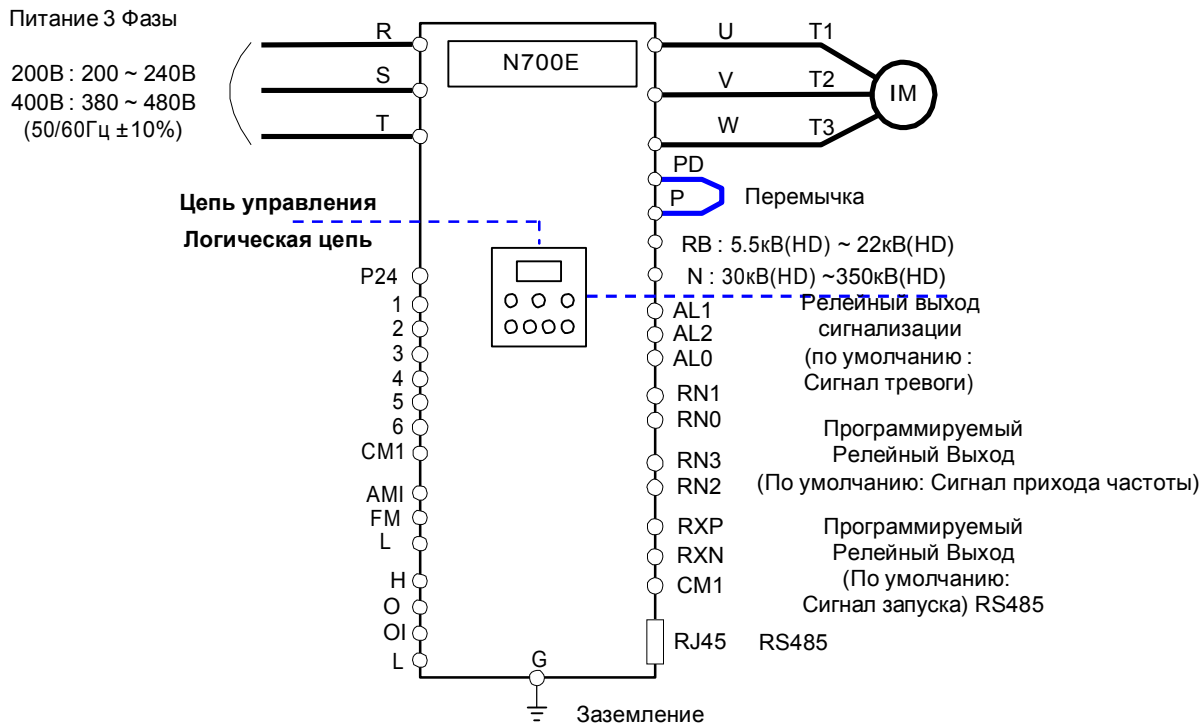 Питание 3 Фазы
200В : 200 ~ 240В
400В : 380 ~ 480В
(50/60Гц ±10%)
R
S
T
N700E
U
T1
V
T2
W
T3
IM
PD
P
Перемычка
Цепь управления
Логическая цепь
RB : 5.5кВ(HD) ~ 22кВ(HD)
N : 30кВ(HD) ~350кВ(HD)
P24
1
2
3
4
5
6
CM1
AMI
FM
L
H
O
OI
L
AL1
AL2
AL0
Релейный выход
сигнализации
(по умолчанию :
Сигнал тревоги)
RN1
RN0
RN3
RN2
Программируемый
Релейный Выход
(По умолчанию: Сигнал прихода частоты)
RXP
RXN
CM1
Программируемый
Релейный Выход
(По умолчанию:
Сигнал запуска) RS485
RJ45
RS485
G
Заземление